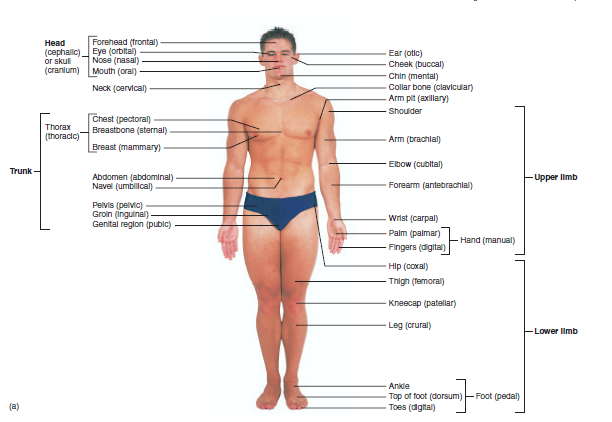 Head
(cephalic)
or skull
(cranium)
Forehead (frontal)
Eye (orbital)
Nose (nasal)
Mouth (oral)
Neck (cervical)
Thorax
(thoracic)
Chest (pectoral)
Breastbone (sternal)
Breast (mammary)
Trunk
Abdomen (abdominal)
Navel (umbilical)
Pelvis (pelvic)
Groin (inguinal)
Genital region (pubic)
Ear (otic)
Cheek (buccal)
Chin (mental)
Collar bone (clavicular)
Arm pit (axillary)
Shoulder
Arm (brachial)
Elbow (cubital)
Forearm (antebrachial)
Upper limb
Wrist (carpal)
Palm (palmar)
Fingers (digital)
Hand (manual)
Hip (coxal)
Thigh (femoral)
Kneecap (patellar)
Leg (crural)
Lower limb
Ankle
Top of foot (dorsum)
Toes (digital)
Foot (pedal)
(a)